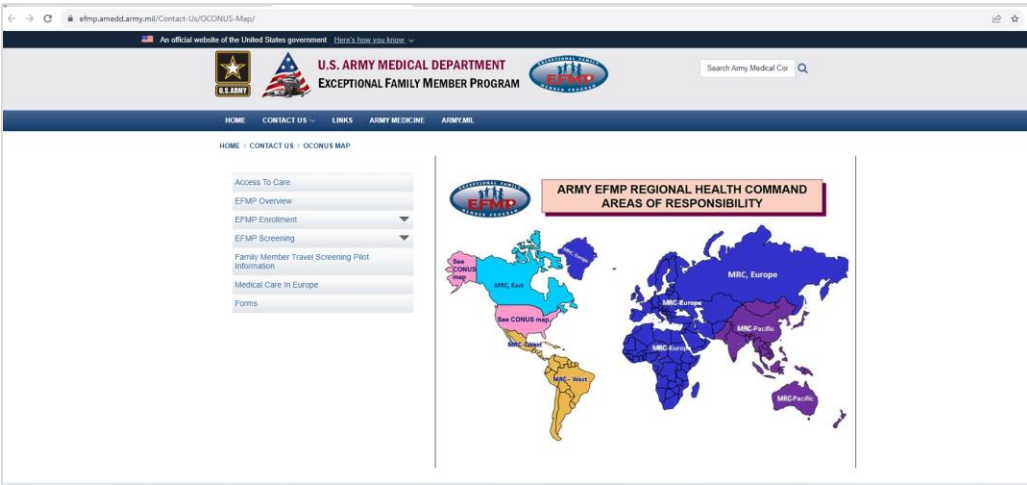 efmp.amedd.army.mil/Contact-Us/OCONUS-Map/
An official website of the United States government Here's how you know
U.S. ARMY
U.S. ARMY MEDICAL DEPARTMENT
EXCEPTIONAL FAMILY MEMBER PROGRAM
EXCEPTIONAL FAMILY
EFMP
MEMBER PROGRAM
Search Army Medical Cor
HOME CONTACT US LINKS ARMY MEDICINE ARMY.MIL
HOME › CONTACT US › OCONUS MAP
Access To Care
EFMP Overview
EFMP Enrollment
EFMP Screening
Family Member Travel Screening Pilot
Information
Medical Care In Europe
Forms
EXCEPTIONAL FAMILY
EFMP
MEMBER PROGRAM
ARMY EFMP REGIONAL HEALTH COMMAND
AREAS OF RESPONSIBILITY
See
CONUS
map
MRC, East
MRC-Europe
See CONUS map
MRC-West
MRC- West
MRC, Europe
MRC-Europe
MRC-Europe
MRC-Pacific
MRC-Pacific